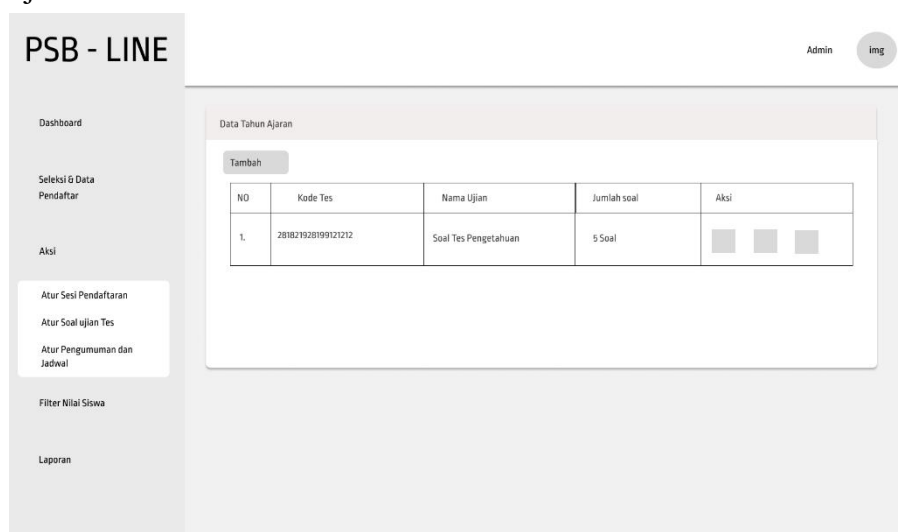 PSB - LINE
Admin
img
Dashboard
Seleksi & Data
Pendaftar
Aksi
Atur Sesi Pendaftaran
Atur Soal ujian Tes
Atur Pengumuman dan
Jadwal
Filter Nilai Siswa
Laporan
Data Tahun Ajaran
Tambah
NO Kode Tes Nama Ujian Jumlah soal Aksi
1. 281821928199121212 Soal Tes Pengetahuan 5 Soal